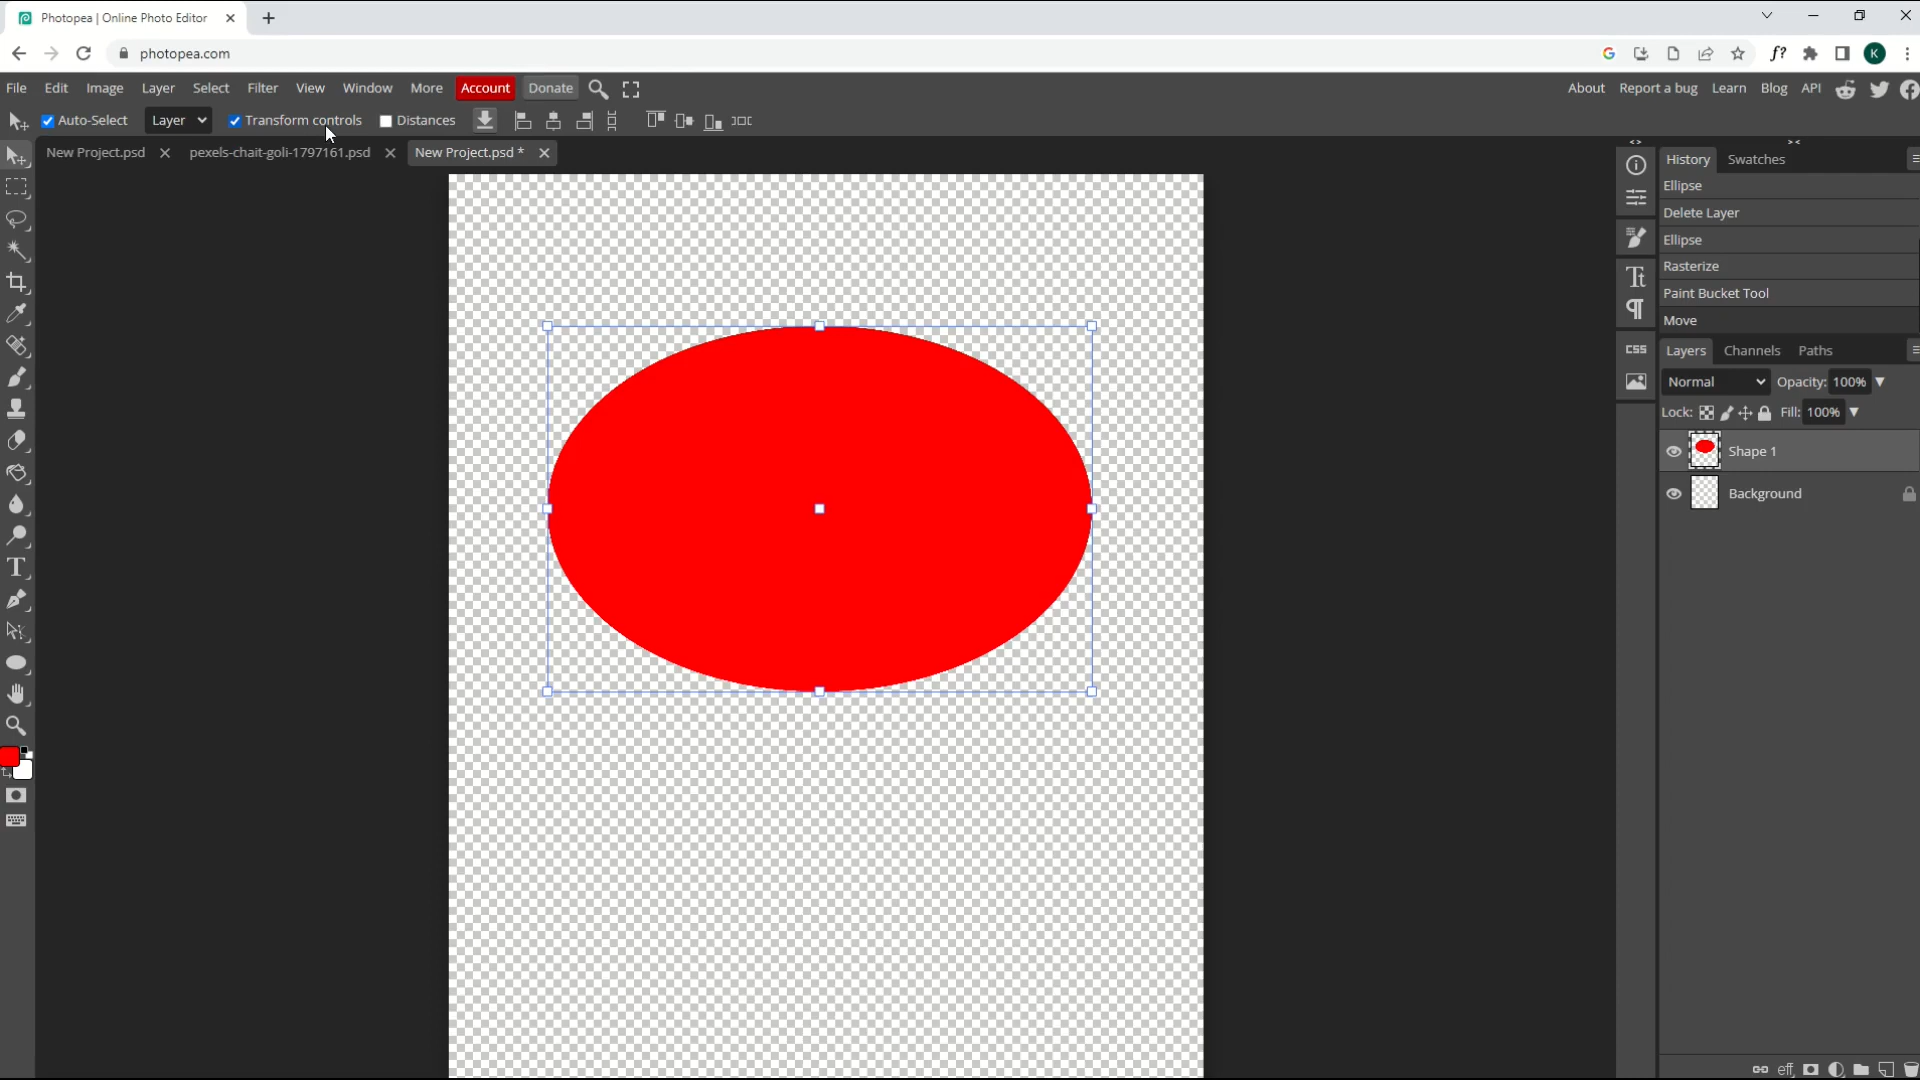 Photopea | Online Photo Editor
photopea.com
f?
K
File Edit Image Layer Select Filter View Window More Account Donate
About Report a bug Learn Blog API
Auto-Select Layer Transform controls Distances
New Project.psd pexels-chait-goli-1797161.psd New Project.psd *
History Swatches
Ellipse
Delete Layer
Ellipse
Rasterize
Paint Bucket Tool
Move
CSS
Layers Channels Paths
Normal Opacity: 100%
Lock: Fill: 100%
Shape 1
Background
eff